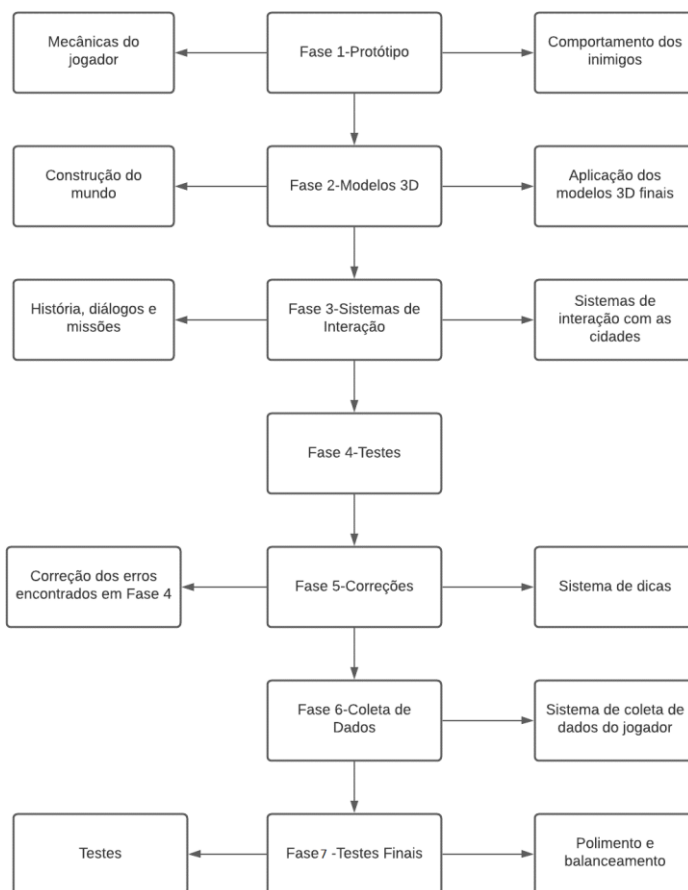 Mecânicas do
jogador
Fase 1-Protótipo
Comportamento dos
inimigos
Construção do
mundo
Fase 2-Modelos 3D
Aplicação dos
modelos 3D finais
História, diálogos e
missões
Fase 3-Sistemas de
Interação
Sistemas de
interação com as
cidades
Fase 4-Testes
Correção dos erros
encontrados em Fase 4
Fase 5-Correções
Sistema de dicas
Fase 6-Coleta de
Dados
Sistema de coleta de
dados do jogador
Testes
Fase7 -Testes Finais
Polimento e
balanceamento